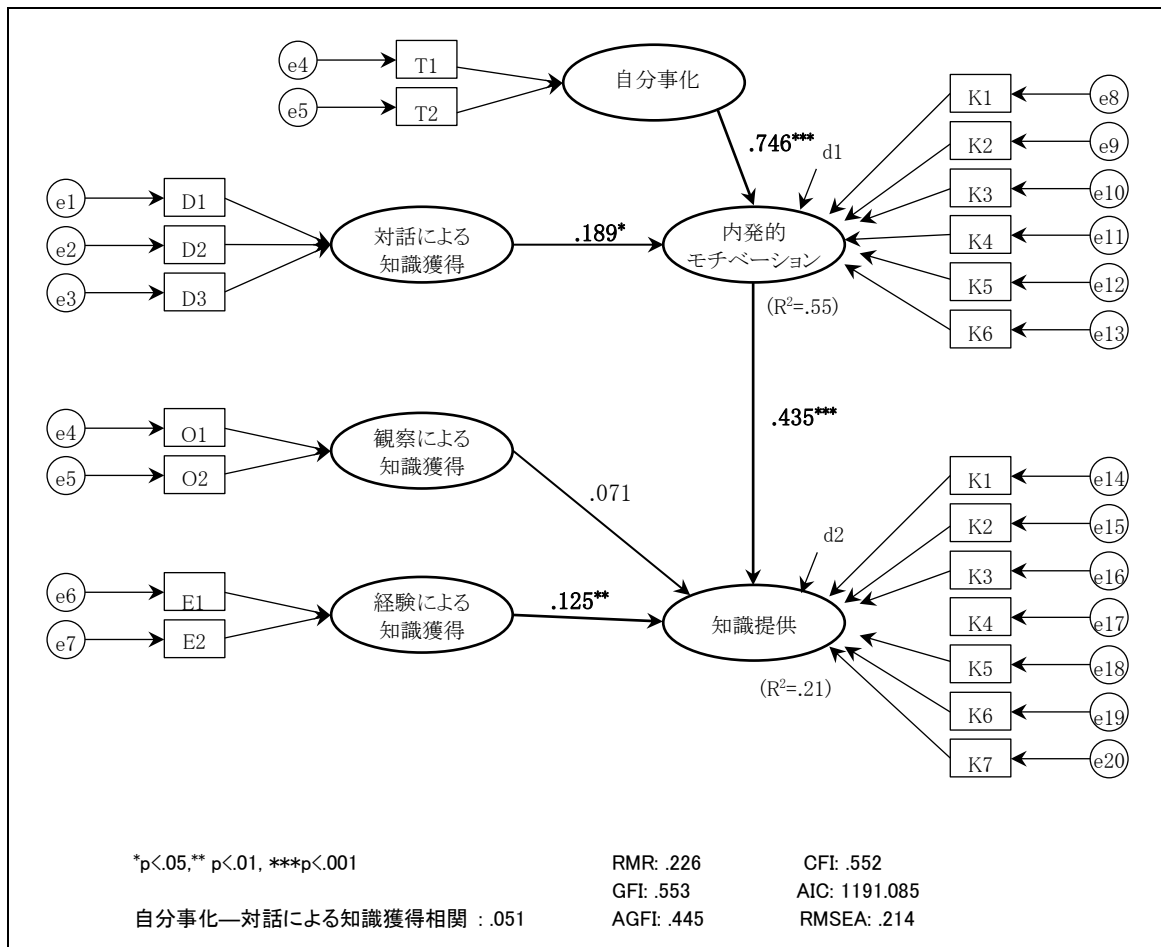 e4
T1
e5
T2
自分事化
.746***
d1
K1
e8
K2
e9
K3
e10
K4
e11
K5
e12
K6
e13
e1
D1
e2
D2
e3
D3
対話による
知識獲得
.189*
内発的
モチベーション
(R²=.55)
.435***
e4
O1
e5
O2
観察による
知識獲得
.071
d2
e6
E1
e7
E2
経験による
知識獲得
.125**
知識提供
(R²=.21)
K1
e14
K2
e15
K3
e16
K4
e17
K5
e18
K6
e19
K7
e20
*p<.05,** p<.01, ***p<.001
自分事化―対話による知識獲得相関 : .051
RMR: .226
CFI: .552
GFI: .553
AIC: 1191.085
AGFI: .445
RMSEA: .214